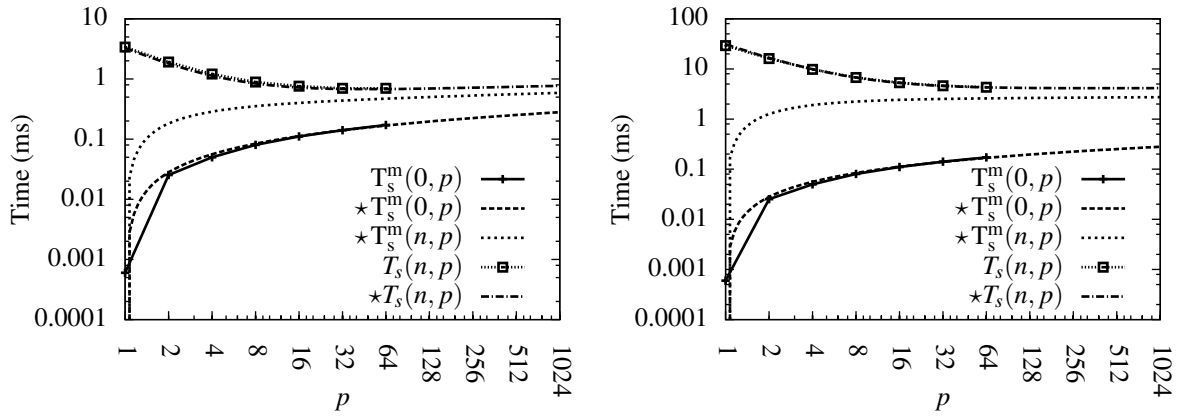 10
1
0.1
0.01
0.001
0.0001
Time (ms)
1 2 4 8 16 32 64 128 256 512 1024
p
T_s^m(0, p)
⋆T_s^m(0, p)
⋆T_s^m(n, p)
T_s(n, p)
⋆T_s(n, p)
100
10
1
0.1
0.01
0.001
0.0001
Time (ms)
1 2 4 8 16 32 64 128 256 512 1024
p
T_s^m(0, p)
⋆T_s^m(0, p)
⋆T_s^m(n, p)
T_s(n, p)
⋆T_s(n, p)